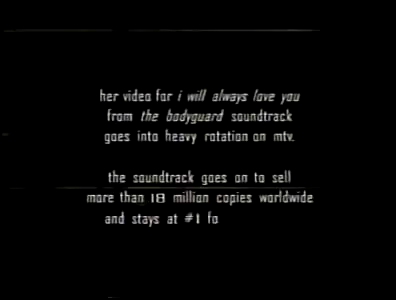 her video for i will always love you
from the bodyguard soundtrack
goes into heavy rotation on mtv.
the soundtrack goes on to sell
more than 18 million copies worldwide
and stays at #1 fo